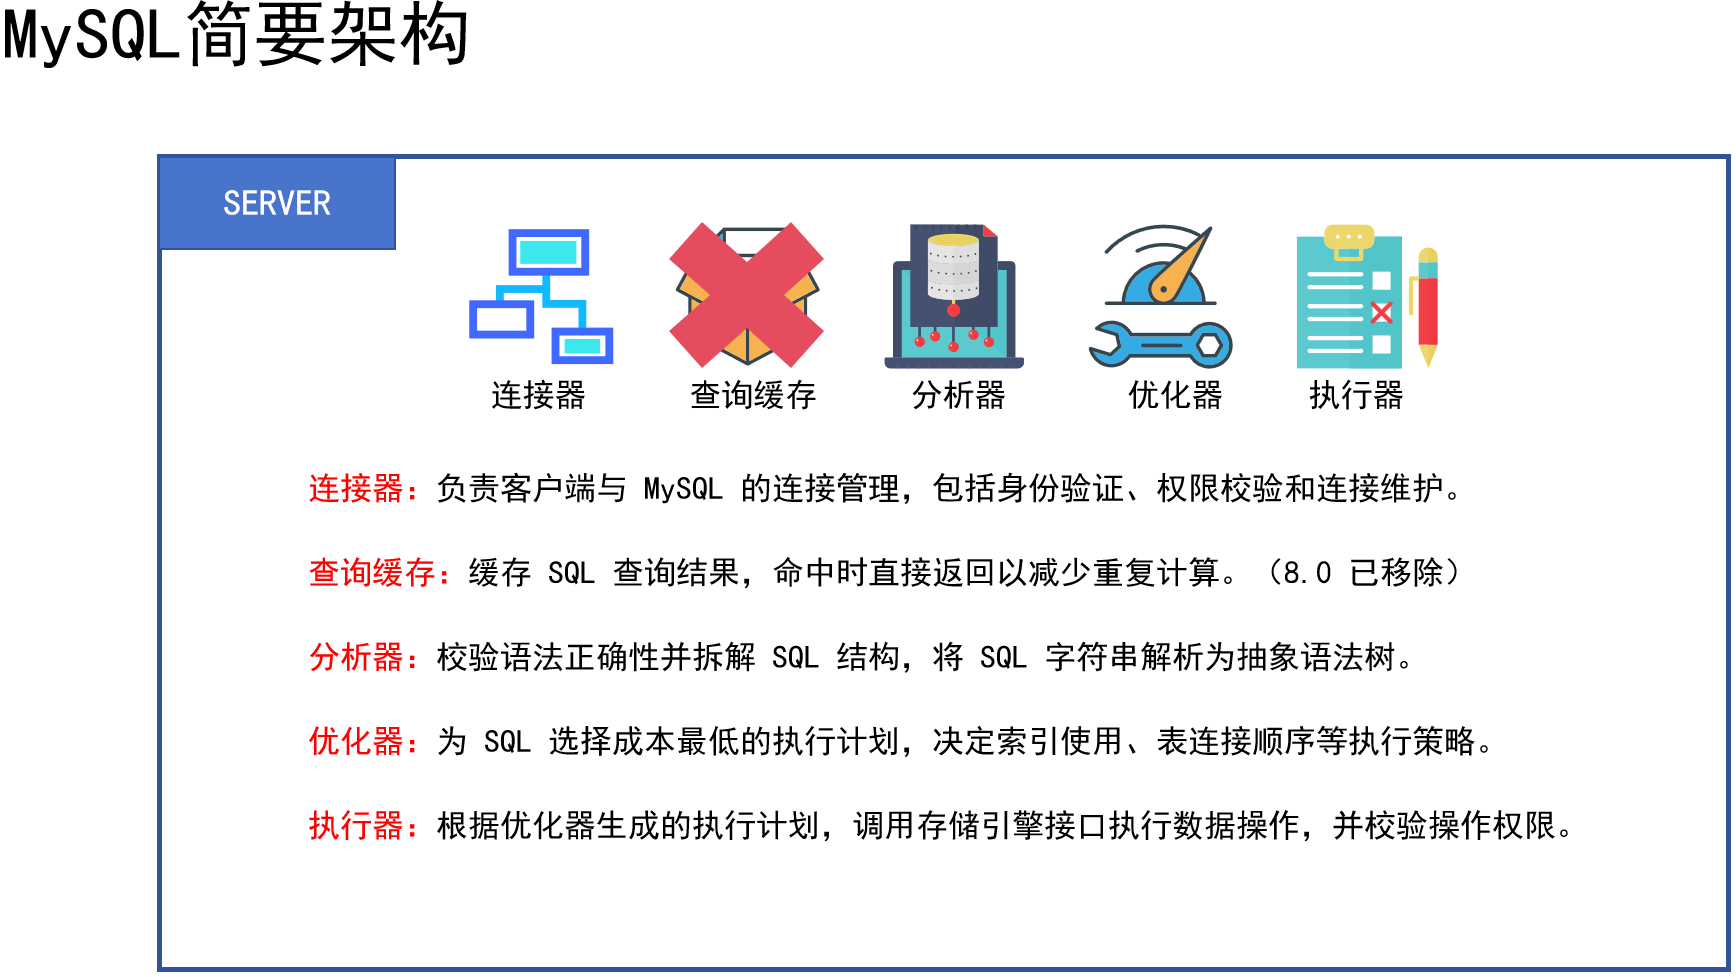 MySQL简要架构
SERVER
连接器
查询缓存
分析器
优化器
执行器
连接器：负责客户端与 MySQL 的连接管理，包括身份验证、权限校验和连接维护。
查询缓存：缓存 SQL 查询结果，命中时直接返回以减少重复计算。（8.0 已移除）
分析器：校验语法正确性并拆解 SQL 结构，将 SQL 字符串解析为抽象语法树。
优化器：为 SQL 选择成本最低的执行计划，决定索引使用、表连接顺序等执行策略。
执行器：根据优化器生成的执行计划，调用存储引擎接口执行数据操作，并校验操作权限。